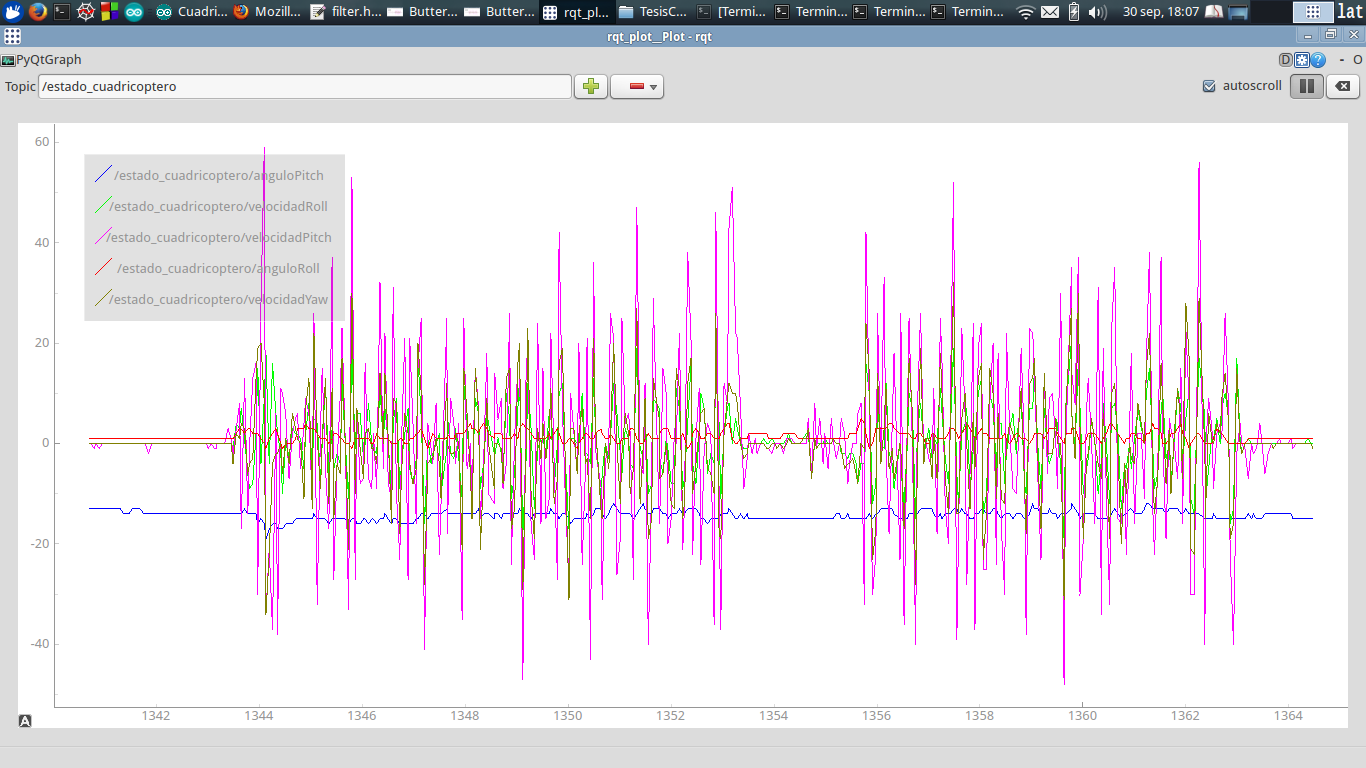 Cuadri... Mozill... filter.h... Butter... Butter... rqt_pl... TesisC... [Termi... Termin... Termin... Termin... 30 sep, 18:07 lat
rqt_plot__Plot - rqt
PyQtGraph D ? - O
Topic /estado_cuadricoptero autoscroll
60
40
20
0
-20
-40
/estado_cuadricoptero/anguloPitch
/estado_cuadricoptero/velocidadRoll
/estado_cuadricoptero/velocidadPitch
/estado_cuadricoptero/anguloRoll
/estado_cuadricoptero/velocidadYaw
A
1342 1344 1346 1348 1350 1352 1354 1356 1358 1360 1362 1364